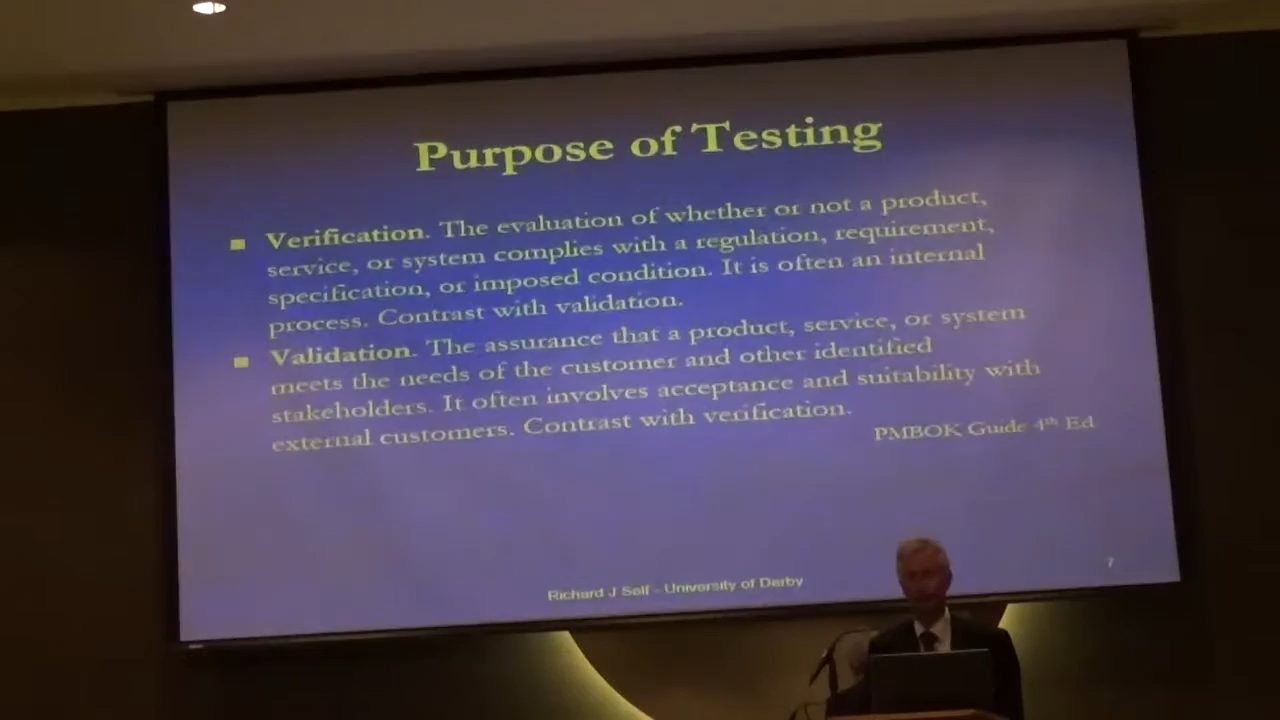 Purpose of Testing
Verification. The evaluation of whether or not a product,
service, or system complies with a regulation, requirement,
specification, or imposed condition. It is often an internal
process. Contrast with validation.
Validation. The assurance that a product, service, or system
meets the needs of the customer and other identified
stakeholders. It often involves acceptance and suitability with
external customers. Contrast with verification.
PMBOK Guide 4th Ed
Richard J Self - University of Derby
7